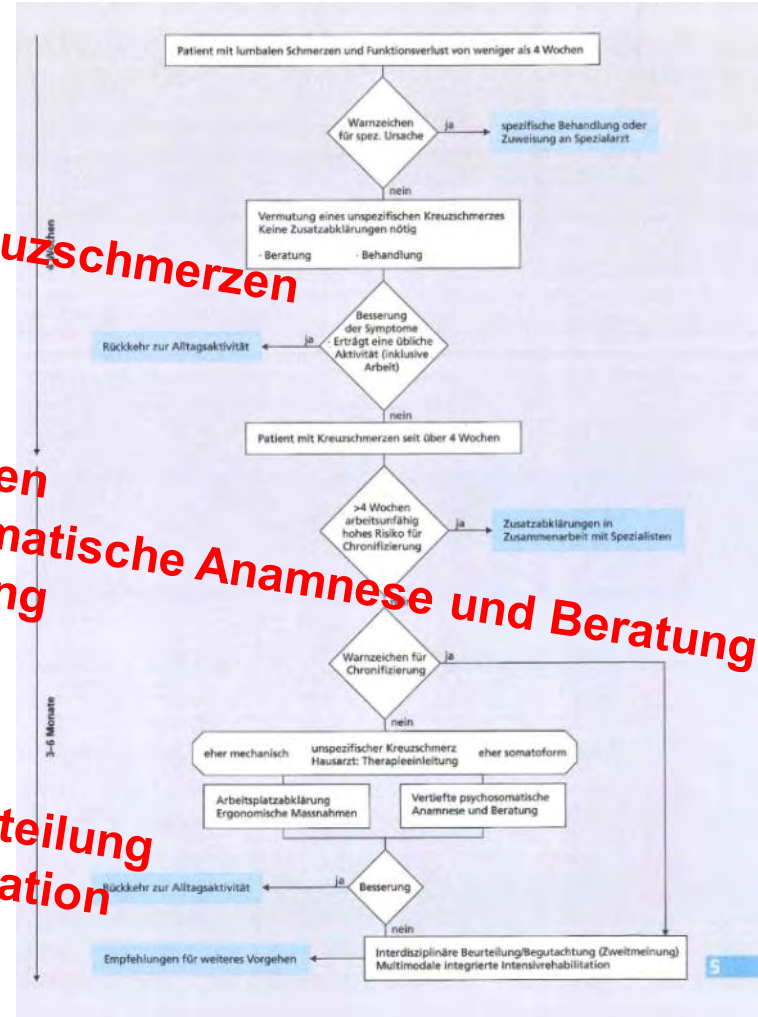 Patient mit lumbalen Schmerzen und Funktionsverlust von weniger als 4 Wochen
Warnzeichen
für spez. Ursache
ja
spezifische Behandlung oder
Zuweisung an Spezialarzt
nein
Vermutung eines unspezifischen Kreuzschmerzes
Keine Zusatzabklärungen nötig
- Beratung - Behandlung
uzschmerzen
Besserung
der Symptome
- Erträgt eine übliche
Aktivität (inklusive
Arbeit)
ja
Rückkehr zur Alltagsaktivität
nein
Patient mit Kreuzschmerzen seit über 4 Wochen
en
matische Anamnese und Beratung
ng
>4 Wochen
arbeitsunfähig
hohes Risiko für
Chronifizierung
ja
Zusatzabklärungen in
Zusammenarbeit mit Spezialisten
Warnzeichen für
Chronifizierung
ja
nein
3–6 Monate
eher mechanisch
unspezifischer Kreuzschmerz
Hausarzt: Therapieeinleitung
eher somatoform
Arbeitsplatzabklärung
Ergonomische Massnahmen
Vertiefte psychosomatische
Anamnese und Beratung
teilung
ation
Besserung
ja
Rückkehr zur Alltagsaktivität
nein
Empfehlungen für weiteres Vorgehen
Interdisziplinäre Beurteilung/Begutachtung (Zweitmeinung)
Multimodale integrierte Intensivrehabilitation
5